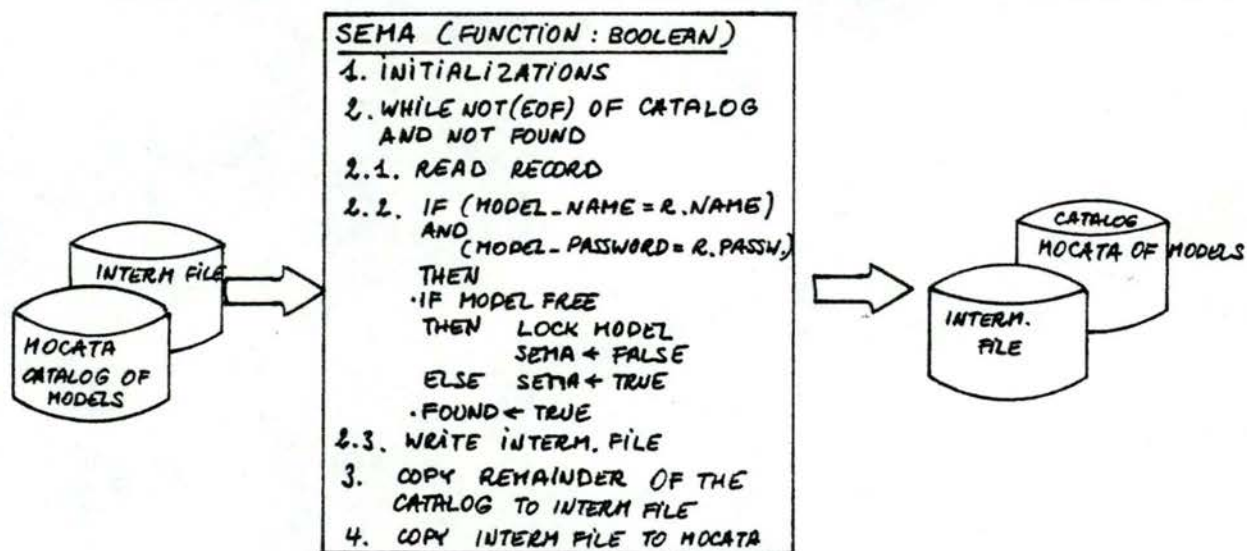 INTERM FILE
MOCATA
CATALOG OF
MODELS
SEMA (FUNCTION : BOOLEAN)
1. INITIALIZATIONS
2. WHILE NOT(EOF) OF CATALOG
AND NOT FOUND
2.1. READ RECORD
2.2. IF (MODEL_NAME = R.NAME)
AND
(MODEL_PASSWORD = R.PASSW.)
THEN
.IF MODEL FREE
THEN LOCK MODEL
SEMA ← FALSE
ELSE SEMA ← TRUE
.FOUND ← TRUE
2.3. WRITE INTERM. FILE
3. COPY REMAINDER OF THE
CATALOG TO INTERM FILE
4. COPY INTERM FILE TO MOCATA
CATALOG
MOCATA OF MODELS
INTERM.
FILE